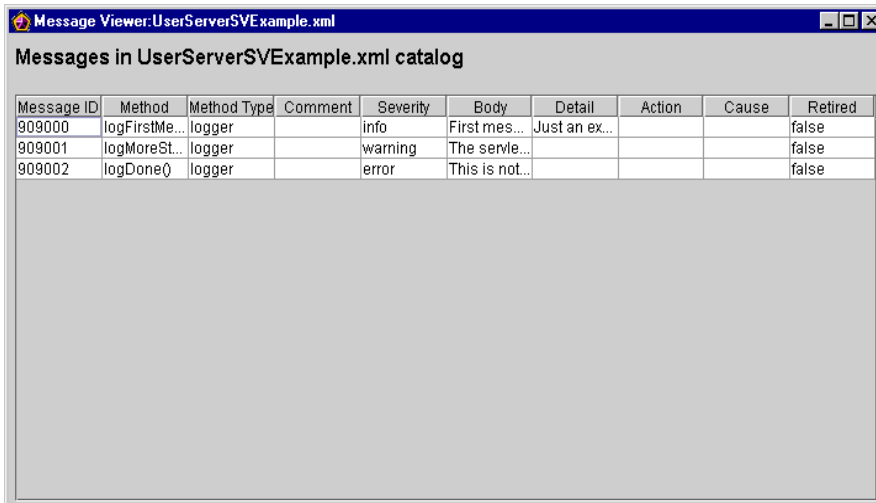 Message Viewer:UserServerSVExample.xml
Messages in UserServerSVExample.xml catalog
Message ID Method Method Type Comment Severity Body Detail Action Cause Retired
909000 logFirstMe... logger info First mes... Just an ex... false
909001 logMoreSt... logger warning The servle... false
909002 logDone() logger error This is not... false